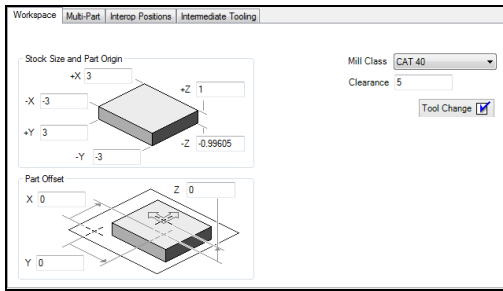 Workspace Multi-Part Interop Positions Intermediate Tooling
Stock Size and Part Origin
+X 3
+Z 1
-X -3
+Y 3
-Z -0.99605
-Y -3
Mill Class CAT 40
Clearance 5
Tool Change
Part Offset
X 0
Z 0
Y 0